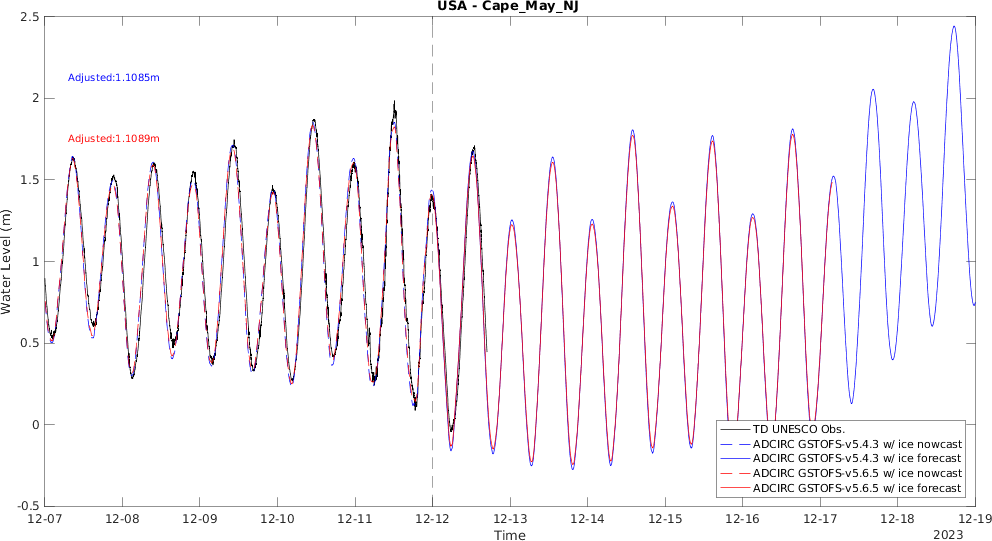 USA - Cape_May_NJ
2.5
2
1.5
1
0.5
0
-0.5
Water Level (m)
Adjusted:1.1085m
Adjusted:1.1089m
TD UNESCO Obs.
ADCIRC GSTOFS-v5.4.3 w/ ice nowcast
ADCIRC GSTOFS-v5.4.3 w/ ice forecast
ADCIRC GSTOFS-v5.6.5 w/ ice nowcast
ADCIRC GSTOFS-v5.6.5 w/ ice forecast
12-07 12-08 12-09 12-10 12-11 12-12 12-13 12-14 12-15 12-16 12-17 12-18 12-19
Time
2023